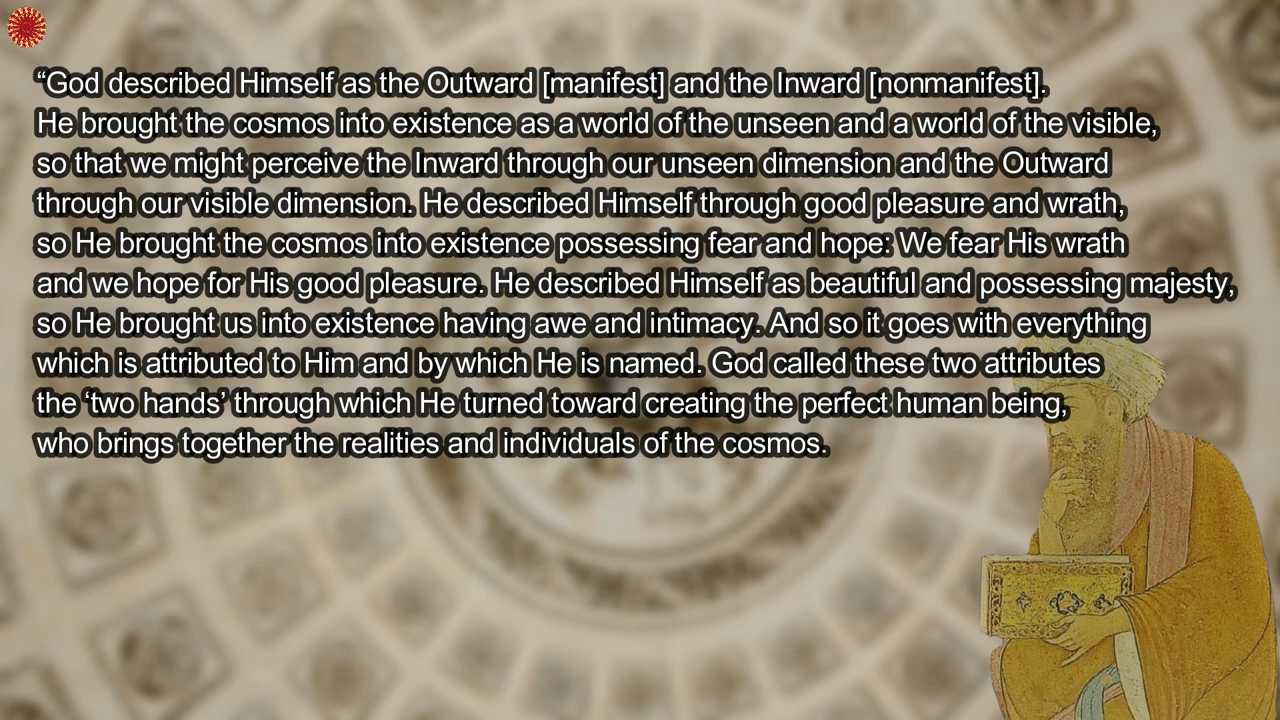 “God described Himself as the Outward [manifest] and the Inward [nonmanifest].
He brought the cosmos into existence as a world of the unseen and a world of the visible,
so that we might perceive the Inward through our unseen dimension and the Outward
through our visible dimension. He described Himself through good pleasure and wrath,
so He brought the cosmos into existence possessing fear and hope: We fear His wrath
and we hope for His good pleasure. He described Himself as beautiful and possessing majesty,
so He brought us into existence having awe and intimacy. And so it goes with everything
which is attributed to Him and by which He is named. God called these two attributes
the ‘two hands’ through which He turned toward creating the perfect human being,
who brings together the realities and individuals of the cosmos.